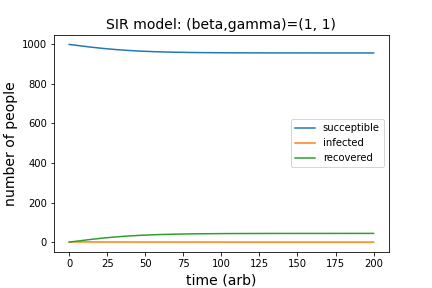 SIR model: (beta,gamma)=(1, 1)
number of people
1000
800
600
400
200
0
succeptible
infected
recovered
0 25 50 75 100 125 150 175 200
time (arb)